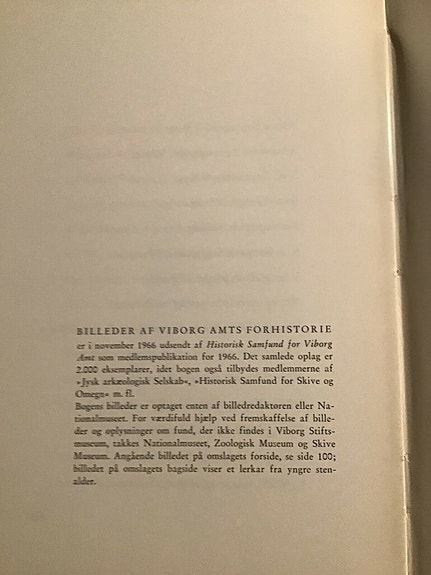 BILLEDER AF VIBORG AMTS FORHISTORIE
er i november 1966 udsendt af Historisk Samfund for Viborg
Amt som medlemspublikation for 1966. Det samlede oplag er
2.000 eksemplarer, idet bogen også tilbydes medlemmerne af
»Jysk arkæologisk Selskab«, »Historisk Samfund for Skive og
Omegn« m. fl.
Bogens billeder er optaget enten af billedredaktøren eller Na-
tionalmuseet. For værdifuld hjælp ved fremskaffelse af bille-
der og oplysninger om fund, der ikke findes i Viborg Stifts-
museum, takkes Nationalmuseet, Zoologisk Museum og Skive
Museum. Angående billedet på omslagets forside, se side 100;
billedet på omslagets bagside viser et lerkar fra yngre sten-
alder.